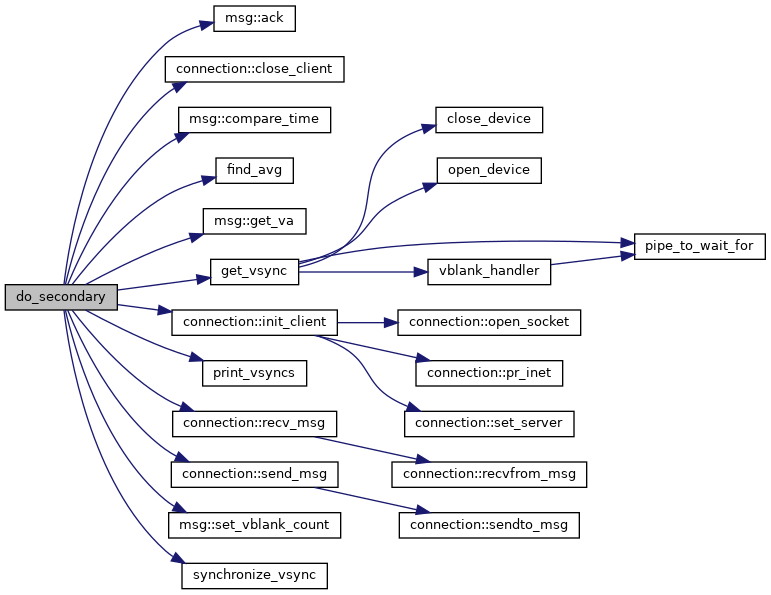 msg::ack
connection::close_client
msg::compare_time
close_device
find_avg
open_device
msg::get_va
pipe_to_wait_for
get_vsync
vblank_handler
do_secondary
connection::init_client
connection::open_socket
print_vsyncs
connection::pr_inet
connection::recv_msg
connection::set_server
connection::send_msg
connection::recvfrom_msg
msg::set_vblank_count
connection::sendto_msg
synchronize_vsync